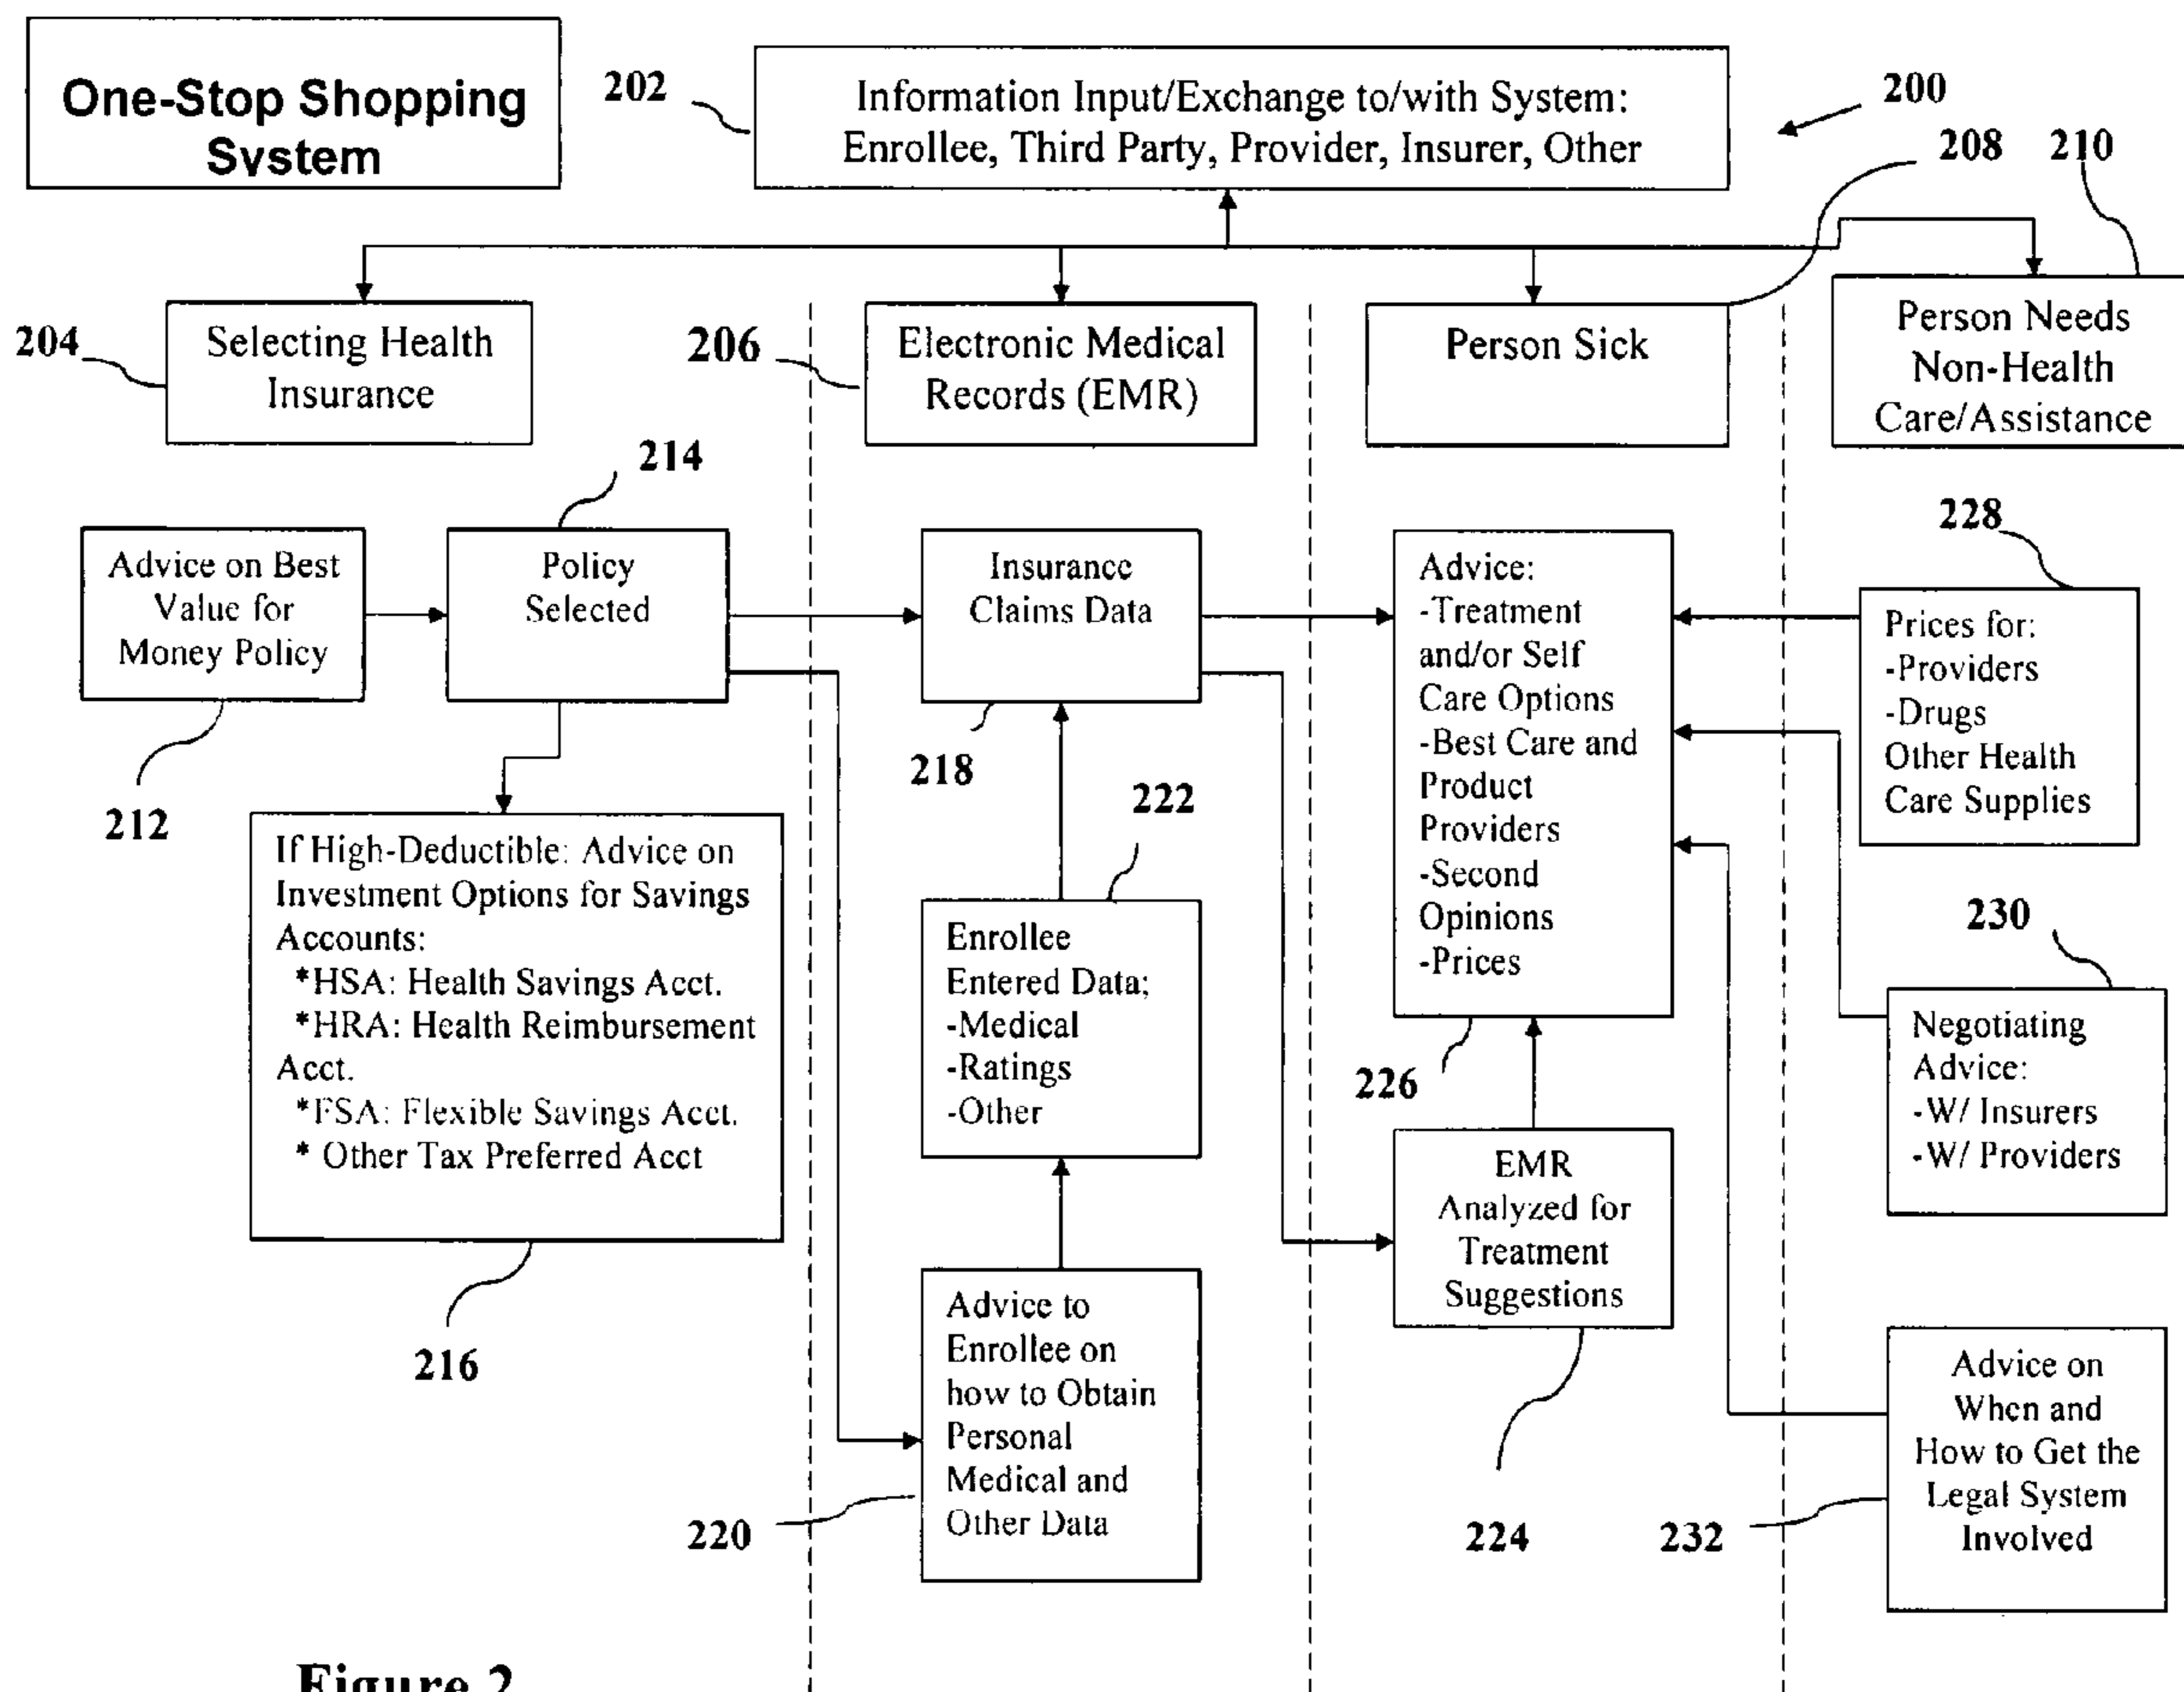 One-Stop Shopping
System
202
Information Input/Exchange to/with System:
Enrollee, Third Party, Provider, Insurer, Other
200
208
210
204
Selecting Health
Insurance
206
Electronic Medical
Records (EMR)
Person Sick
Person Needs
Non-Health
Care/Assistance
214
Advice on Best
Value for
Money Policy
212
Policy
Selected
If High-Deductible: Advice on
Investment Options for Savings
Accounts:
*HSA: Health Savings Acct.
*HRA: Health Reimbursement
Acct.
*FSA: Flexible Savings Acct.
* Other Tax Preferred Acct
216
Insurance
Claims Data
218
222
Enrollee
Entered Data;
-Medical
-Ratings
-Other
Advice to
Enrollee on
how to Obtain
Personal
Medical and
Other Data
220
Advice:
-Treatment
and/or Self
Care Options
-Best Care and
Product
Providers
-Second
Opinions
-Prices
226
EMR
Analyzed for
Treatment
Suggestions
224
228
Prices for:
-Providers
-Drugs
Other Health
Care Supplies
230
Negotiating
Advice:
-W/ Insurers
-W/ Providers
Advice on
When and
How to Get the
Legal System
Involved
232
Figure 2